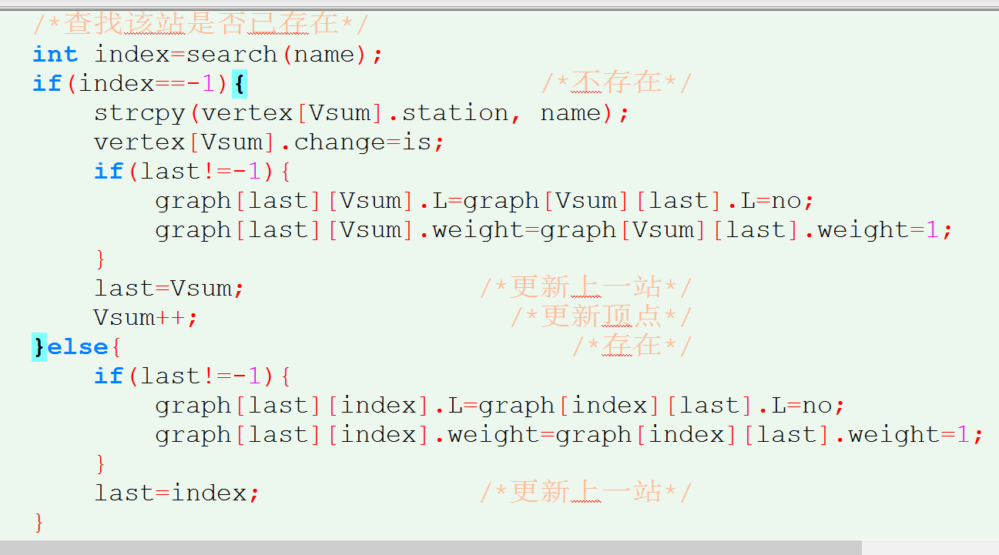 /*查找该站是否已存在*/
int index=search(name);
if(index==-1){ /*不存在*/
strcpy(vertex[Vsum].station, name);
vertex[Vsum].change=is;
if(last!=-1){
graph[last][Vsum].L=graph[Vsum][last].L=no;
graph[last][Vsum].weight=graph[Vsum][last].weight=1;
}
last=Vsum; /*更新上一站*/
Vsum++; /*更新顶点*/
}else{ /*存在*/
if(last!=-1){
graph[last][index].L=graph[index][last].L=no;
graph[last][index].weight=graph[index][last].weight=1;
}
last=index; /*更新上一站*/
}